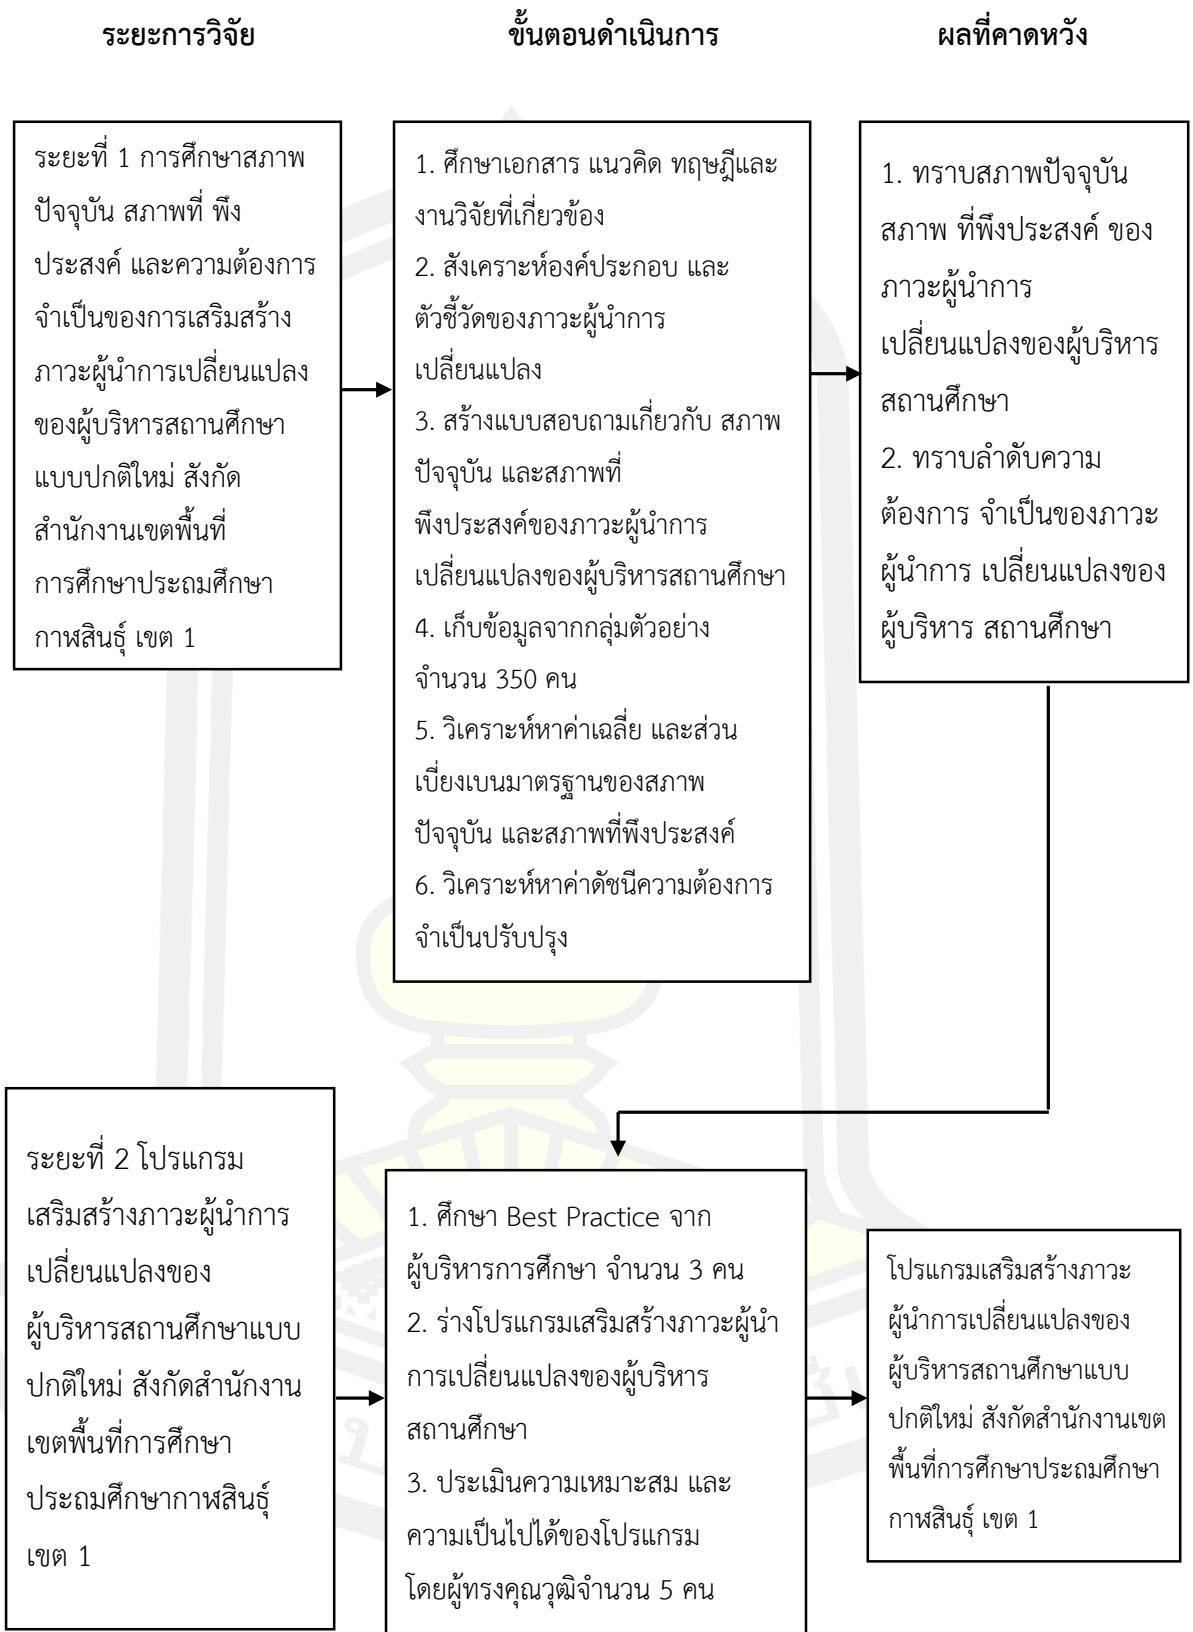 ระยะการวิจัย
ขั้นตอนดำเนินการ
ผลที่คาดหวัง
ระยะที่ 1 การศึกษาสภาพ
ปัจจุบัน สภาพที่ พึง
ประสงค์ และความต้องการ
จำเป็นของการเสริมสร้าง
ภาวะผู้นำการเปลี่ยนแปลง
ของผู้บริหารสถานศึกษา
แบบปกติใหม่ สังกัด
สำนักงานเขตพื้นที่
การศึกษาประถมศึกษา
กาฬสินธุ์ เขต 1
1. ศึกษาเอกสาร แนวคิด ทฤษฎีและ
งานวิจัยที่เกี่ยวข้อง
2. สังเคราะห์องค์ประกอบ และ
ตัวชี้วัดของภาวะผู้นำการ
เปลี่ยนแปลง
3. สร้างแบบสอบถามเกี่ยวกับ สภาพ
ปัจจุบัน และสภาพที่
พึงประสงค์ของภาวะผู้นำการ
เปลี่ยนแปลงของผู้บริหารสถานศึกษา
4. เก็บข้อมูลจากกลุ่มตัวอย่าง
จำนวน 350 คน
5. วิเคราะห์หาค่าเฉลี่ย และส่วน
เบี่ยงเบนมาตรฐานของสภาพ
ปัจจุบัน และสภาพที่พึงประสงค์
6. วิเคราะห์หาค่าดัชนีความต้องการ
จำเป็นปรับปรุง
1. ทราบสภาพปัจจุบัน
สภาพ ที่พึงประสงค์ ของ
ภาวะผู้นำการ
เปลี่ยนแปลงของผู้บริหาร
สถานศึกษา
2. ทราบลำดับความ
ต้องการ จำเป็นของภาวะ
ผู้นำการ เปลี่ยนแปลงของ
ผู้บริหาร สถานศึกษา
ระยะที่ 2 โปรแกรม
เสริมสร้างภาวะผู้นำการ
เปลี่ยนแปลงของ
ผู้บริหารสถานศึกษาแบบ
ปกติใหม่ สังกัดสำนักงาน
เขตพื้นที่การศึกษา
ประถมศึกษากาฬสินธุ์
เขต 1
1. ศึกษา Best Practice จาก
ผู้บริหารการศึกษา จำนวน 3 คน
2. ร่างโปรแกรมเสริมสร้างภาวะผู้นำ
การเปลี่ยนแปลงของผู้บริหาร
สถานศึกษา
3. ประเมินความเหมาะสม และ
ความเป็นไปได้ของโปรแกรม
โดยผู้ทรงคุณวุฒิจำนวน 5 คน
โปรแกรมเสริมสร้างภาวะ
ผู้นำการเปลี่ยนแปลงของ
ผู้บริหารสถานศึกษาแบบ
ปกติใหม่ สังกัดสำนักงานเขต
พื้นที่การศึกษาประถมศึกษา
กาฬสินธุ์ เขต 1